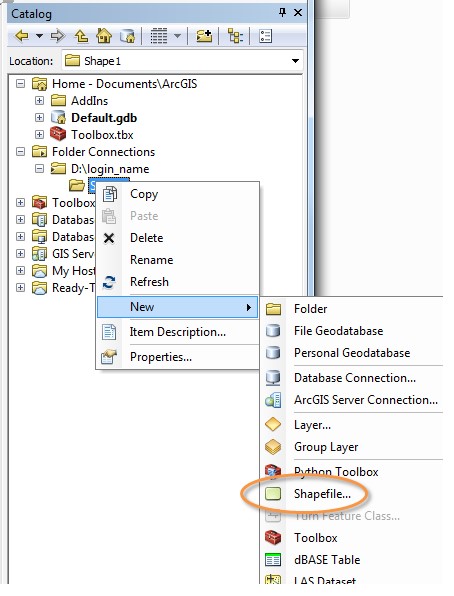 Catalog
Location: Shape1
Home - Documents\ArcGIS
AddIns
Default.gdb
Toolbox.tbx
Folder Connections
D:\login_name
S
Toolbox
Databas
Databas
GIS Serv
My Host
Ready-T
Copy
Paste
Delete
Rename
Refresh
New
Item Description...
Properties...
Folder
File Geodatabase
Personal Geodatabase
Database Connection...
ArcGIS Server Connection...
Layer...
Group Layer
Python Toolbox
Shapefile...
Turn Feature Class...
Toolbox
dBASE Table
LAS Dataset